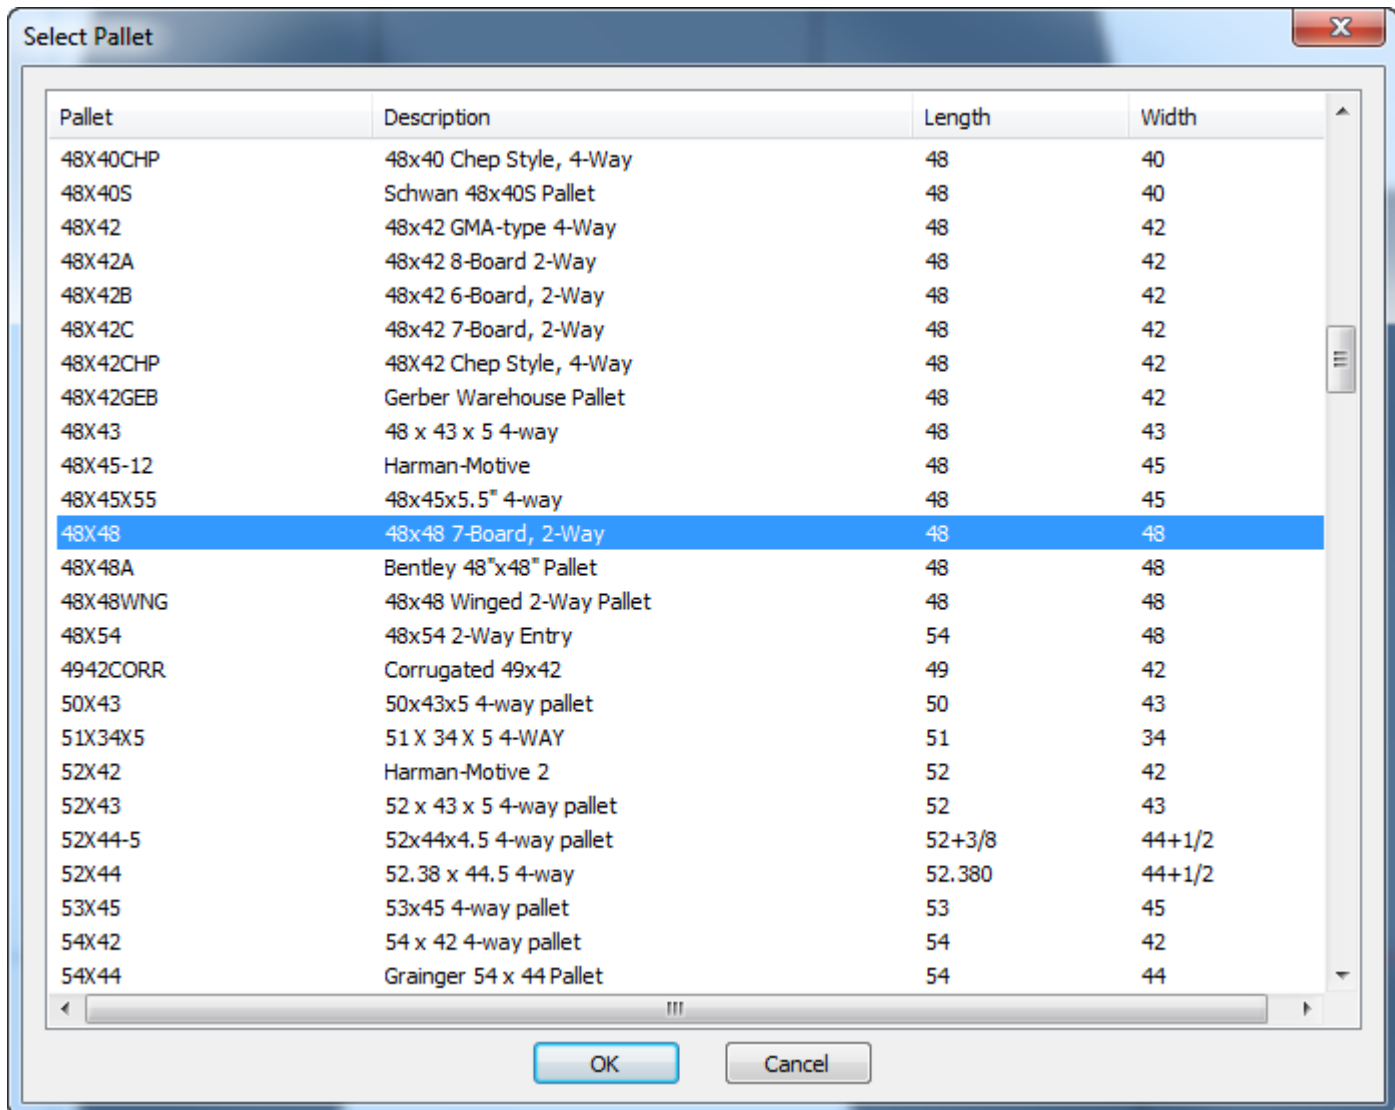 Select Pallet
Pallet Description Length Width
48X40CHP 48x40 Chep Style, 4-Way 48 40
48X40S Schwan 48x40S Pallet 48 40
48X42 48x42 GMA-type 4-Way 48 42
48X42A 48x42 8-Board 2-Way 48 42
48X42B 48x42 6-Board, 2-Way 48 42
48X42C 48x42 7-Board, 2-Way 48 42
48X42CHP 48X42 Chep Style, 4-Way 48 42
48X42GEB Gerber Warehouse Pallet 48 42
48X43 48 x 43 x 5 4-way 48 43
48X45-12 Harman-Motive 48 45
48X45X55 48x45x5.5" 4-way 48 45
48X48 48x48 7-Board, 2-Way 48 48
48X48A Bentley 48"x48" Pallet 48 48
48X48WNG 48x48 Winged 2-Way Pallet 48 48
48X54 48x54 2-Way Entry 54 48
4942CORR Corrugated 49x42 49 42
50X43 50x43x5 4-way pallet 50 43
51X34X5 51 X 34 X 5 4-WAY 51 34
52X42 Harman-Motive 2 52 42
52X43 52 x 43 x 5 4-way pallet 52 43
52X44-5 52x44x4.5 4-way pallet 52+3/8 44+1/2
52X44 52.38 x 44.5 4-way 52.380 44+1/2
53X45 53x45 4-way pallet 53 45
54X42 54 x 42 4-way pallet 54 42
54X44 Grainger 54 x 44 Pallet 54 44
OK Cancel